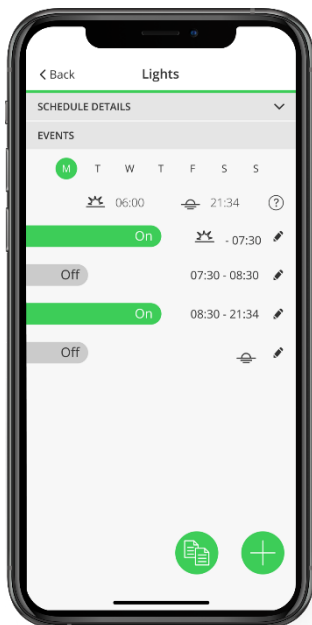 Back Lights
SCHEDULE DETAILS
EVENTS
M T W T F S S
06:00 21:34 ?
On - 07:30
Off 07:30 - 08:30
On 08:30 - 21:34
Off